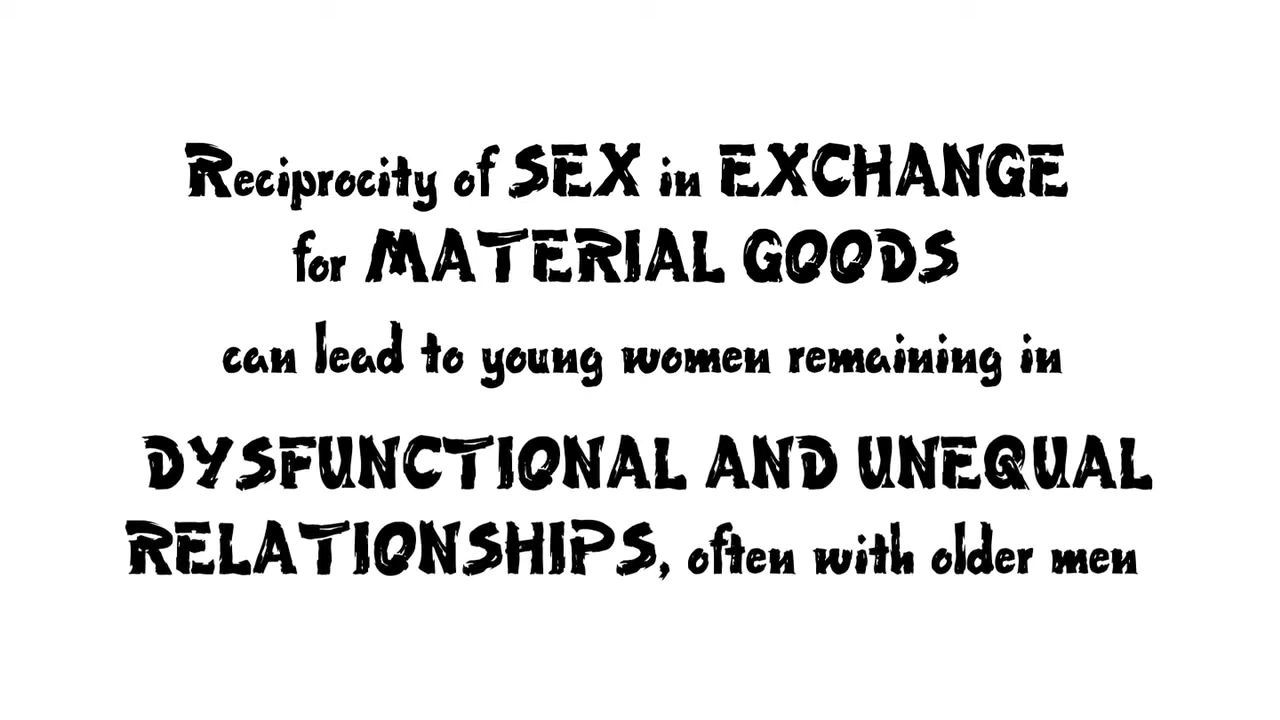 Reciprocity of SEX in EXCHANGE
for MATERIAL GOODS
can lead to young women remaining in
DYSFUNCTIONAL AND UNEQUAL
RELATIONSHIPS, often with older men